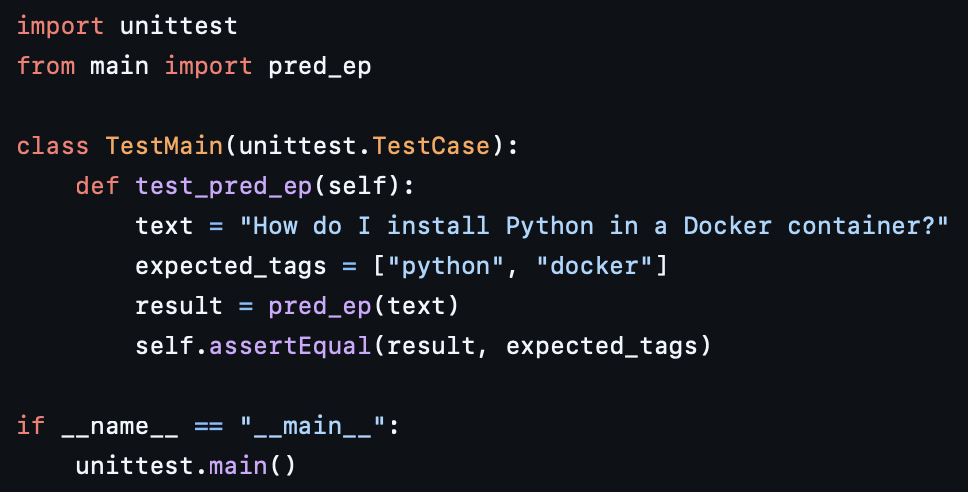 import unittest
from main import pred_ep

class TestMain(unittest.TestCase):
    def test_pred_ep(self):
        text = "How do I install Python in a Docker container?"
        expected_tags = ["python", "docker"]
        result = pred_ep(text)
        self.assertEqual(result, expected_tags)

if __name__ == "__main__":
    unittest.main()